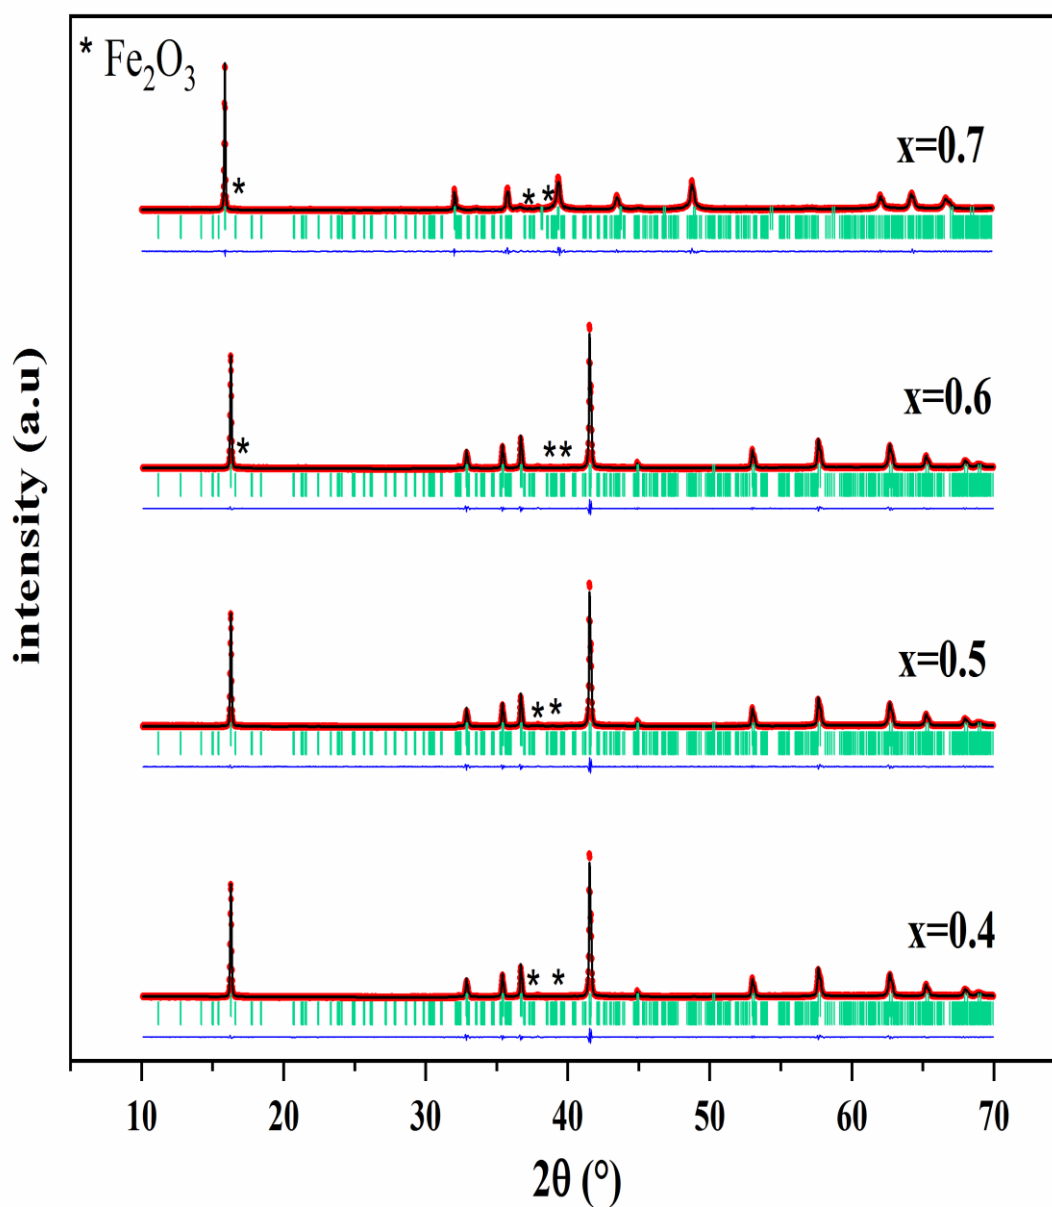 * Fe₂O₃
x=0.7
*
* *
x=0.6
*
**
x=0.5
* *
x=0.4
* *
intensity (a.u)
10 20 30 40 50 60 70
2θ (°)